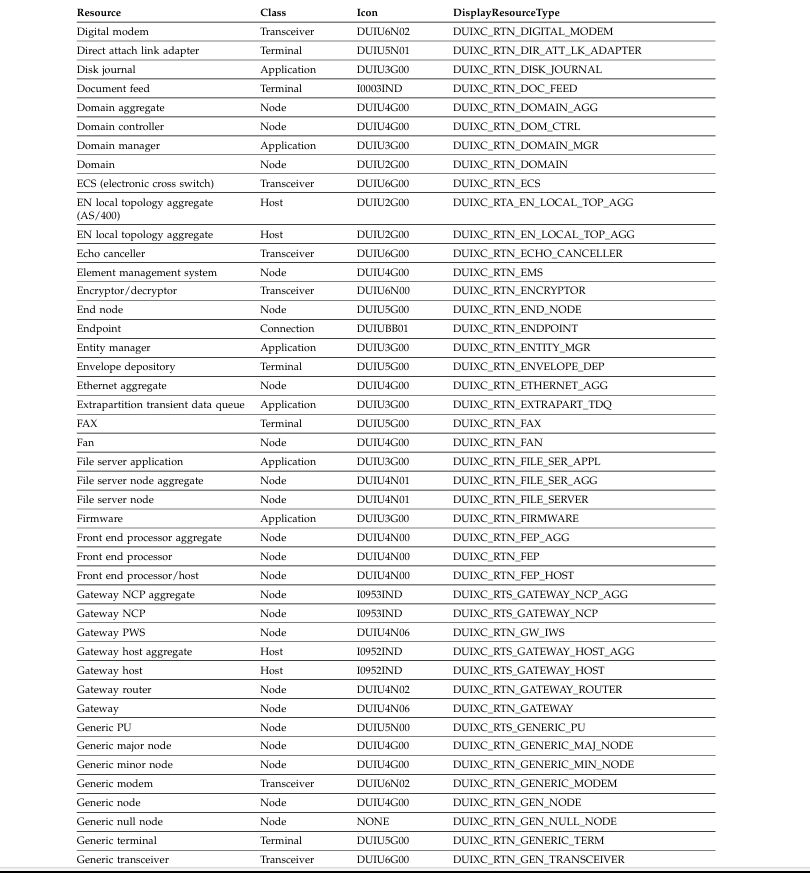 Resource Class Icon DisplayResourceType
Digital modem Transceiver DUIU6N02 DUIXC_RTN_DIGITAL_MODEM
Direct attach link adapter Terminal DUIU5N01 DUIXC_RTN_DIR_ATT_LK_ADAPTER
Disk journal Application DUIU3G00 DUIXC_RTN_DISK_JOURNAL
Document feed Terminal I0003IND DUIXC_RTN_DOC_FEED
Domain aggregate Node DUIU4G00 DUIXC_RTN_DOMAIN_AGG
Domain controller Node DUIU4G00 DUIXC_RTN_DOM_CTRL
Domain manager Application DUIU3G00 DUIXC_RTN_DOMAIN_MGR
Domain Node DUIU2G00 DUIXC_RTN_DOMAIN
ECS (electronic cross switch) Transceiver DUIU6G00 DUIXC_RTN_ECS
EN local topology aggregate Host DUIU2G00 DUIXC_RTA_EN_LOCAL_TOP_AGG
(AS/400)
EN local topology aggregate Host DUIU2G00 DUIXC_RTN_EN_LOCAL_TOP_AGG
Echo canceller Transceiver DUIU6G00 DUIXC_RTN_ECHO_CANCELLER
Element management system Node DUIU4G00 DUIXC_RTN_EMS
Encryptor/decryptor Transceiver DUIU6N00 DUIXC_RTN_ENCRYPTOR
End node Node DUIU5G00 DUIXC_RTN_END_NODE
Endpoint Connection DUIUBB01 DUIXC_RTN_ENDPOINT
Entity manager Application DUIU3G00 DUIXC_RTN_ENTITY_MGR
Envelope depository Terminal DUIU5G00 DUIXC_RTN_ENVELOPE_DEP
Ethernet aggregate Node DUIU4G00 DUIXC_RTN_ETHERNET_AGG
Extrapartition transient data queue Application DUIU3G00 DUIXC_RTN_EXTRAPART_TDQ
FAX Terminal DUIU5G00 DUIXC_RTN_FAX
Fan Node DUIU4G00 DUIXC_RTN_FAN
File server application Application DUIU3G00 DUIXC_RTN_FILE_SER_APPL
File server node aggregate Node DUIU4N01 DUIXC_RTN_FILE_SER_AGG
File server node Node DUIU4N01 DUIXC_RTN_FILE_SERVER
Firmware Application DUIU3G00 DUIXC_RTN_FIRMWARE
Front end processor aggregate Node DUIU4N00 DUIXC_RTN_FEP_AGG
Front end processor Node DUIU4N00 DUIXC_RTN_FEP
Front end processor/host Node DUIU4N00 DUIXC_RTN_FEP_HOST
Gateway NCP aggregate Node I0953IND DUIXC_RTS_GATEWAY_NCP_AGG
Gateway NCP Node I0953IND DUIXC_RTS_GATEWAY_NCP
Gateway PWS Node DUIU4N06 DUIXC_RTN_GW_IWS
Gateway host aggregate Host I0952IND DUIXC_RTS_GATEWAY_HOST_AGG
Gateway host Host I0952IND DUIXC_RTS_GATEWAY_HOST
Gateway router Node DUIU4N02 DUIXC_RTN_GATEWAY_ROUTER
Gateway Node DUIU4N06 DUIXC_RTN_GATEWAY
Generic PU Node DUIU5N00 DUIXC_RTS_GENERIC_PU
Generic major node Node DUIU4G00 DUIXC_RTN_GENERIC_MAJ_NODE
Generic minor node Node DUIU4G00 DUIXC_RTN_GENERIC_MIN_NODE
Generic modem Transceiver DUIU6N02 DUIXC_RTN_GENERIC_MODEM
Generic node Node DUIU4G00 DUIXC_RTN_GEN_NODE
Generic null node Node NONE DUIXC_RTN_GEN_NULL_NODE
Generic terminal Terminal DUIU5G00 DUIXC_RTN_GENERIC_TERM
Generic transceiver Transceiver DUIU6G00 DUIXC_RTN_GEN_TRANSCEIVER